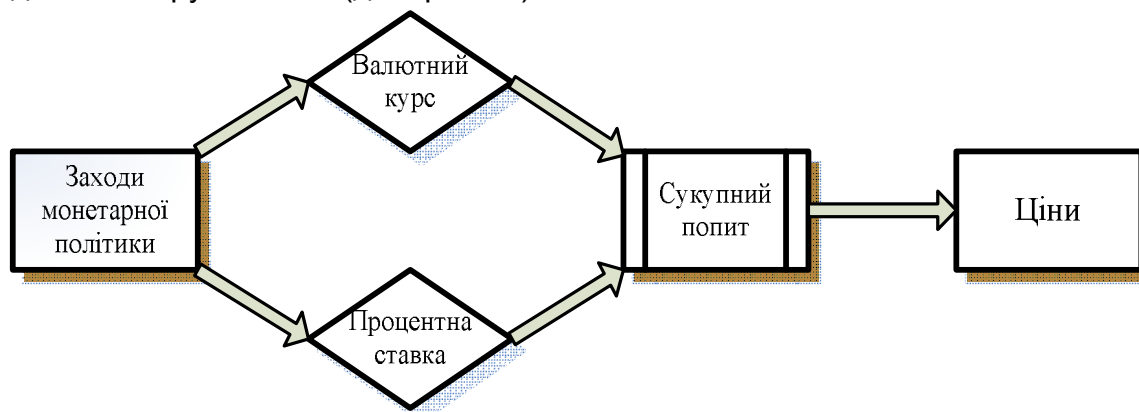 Валютний
курс
Заходи
монетарної
політики
Сукупний
попит
Ціни
Процентна
ставка